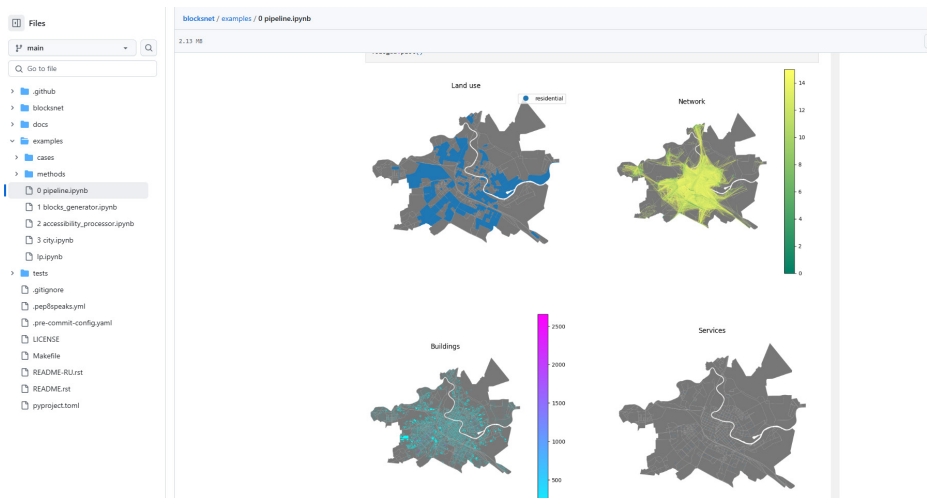 Files
blocksnet / examples / 0 pipeline.ipynb
main
2.13 MB
Go to file
.github
blocksnet
docs
examples
cases
methods
0 pipeline.ipynb
1 blocks_generator.ipynb
2 accessibility_processor.ipynb
3 city.ipynb
lp.ipynb
tests
.gitignore
.pep8speaks.yml
.pre-commit-config.yaml
LICENSE
Makefile
README-RU.rst
README.rst
pyproject.toml
Land use
residential
Network
14
12
10
8
6
4
2
0
Buildings
2500
2000
1500
1000
500
Services